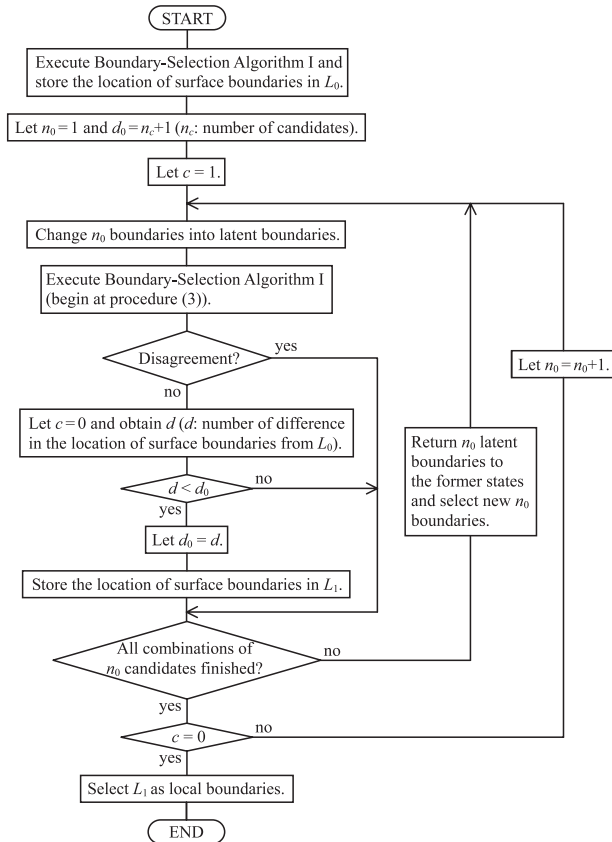 START
Execute Boundary-Selection Algorithm I and
store the location of surface boundaries in L₀.
Let n₀ = 1 and d₀ = n_c+1 (n_c: number of candidates).
Let c = 1.
Change n₀ boundaries into latent boundaries.
Execute Boundary-Selection Algorithm I
(begin at procedure (3)).
Disagreement?
yes
no
Let c = 0 and obtain d (d: number of difference
in the location of surface boundaries from L₀).
d < d₀
no
yes
Let d₀ = d.
Store the location of surface boundaries in L₁.
All combinations of
n₀ candidates finished?
no
yes
Return n₀ latent
boundaries to
the former states
and select new n₀
boundaries.
Let n₀ = n₀+1.
c = 0
no
yes
Select L₁ as local boundaries.
END